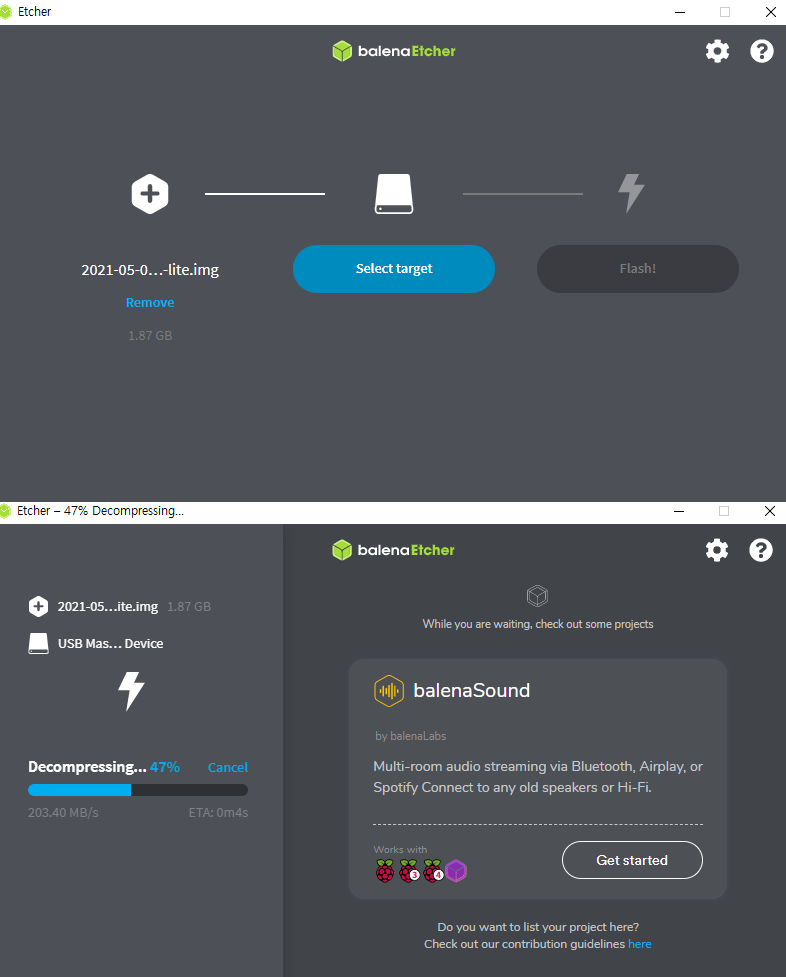 Etcher
balenaEtcher
2021-05-0…-lite.img
Select target
Flash!
Remove
1.87 GB
Etcher – 47% Decompressing…
balenaEtcher
2021-05…ite.img 1.87 GB
USB Mas… Device
Decompressing… 47% Cancel
203.40 MB/s ETA: 0m4s
While you are waiting, check out some projects
balenaSound
by balenaLabs
Multi-room audio streaming via Bluetooth, Airplay, or
Spotify Connect to any old speakers or Hi-Fi.
Works with
3
4
Get started
Do you want to list your project here?
Check out our contribution guidelines here